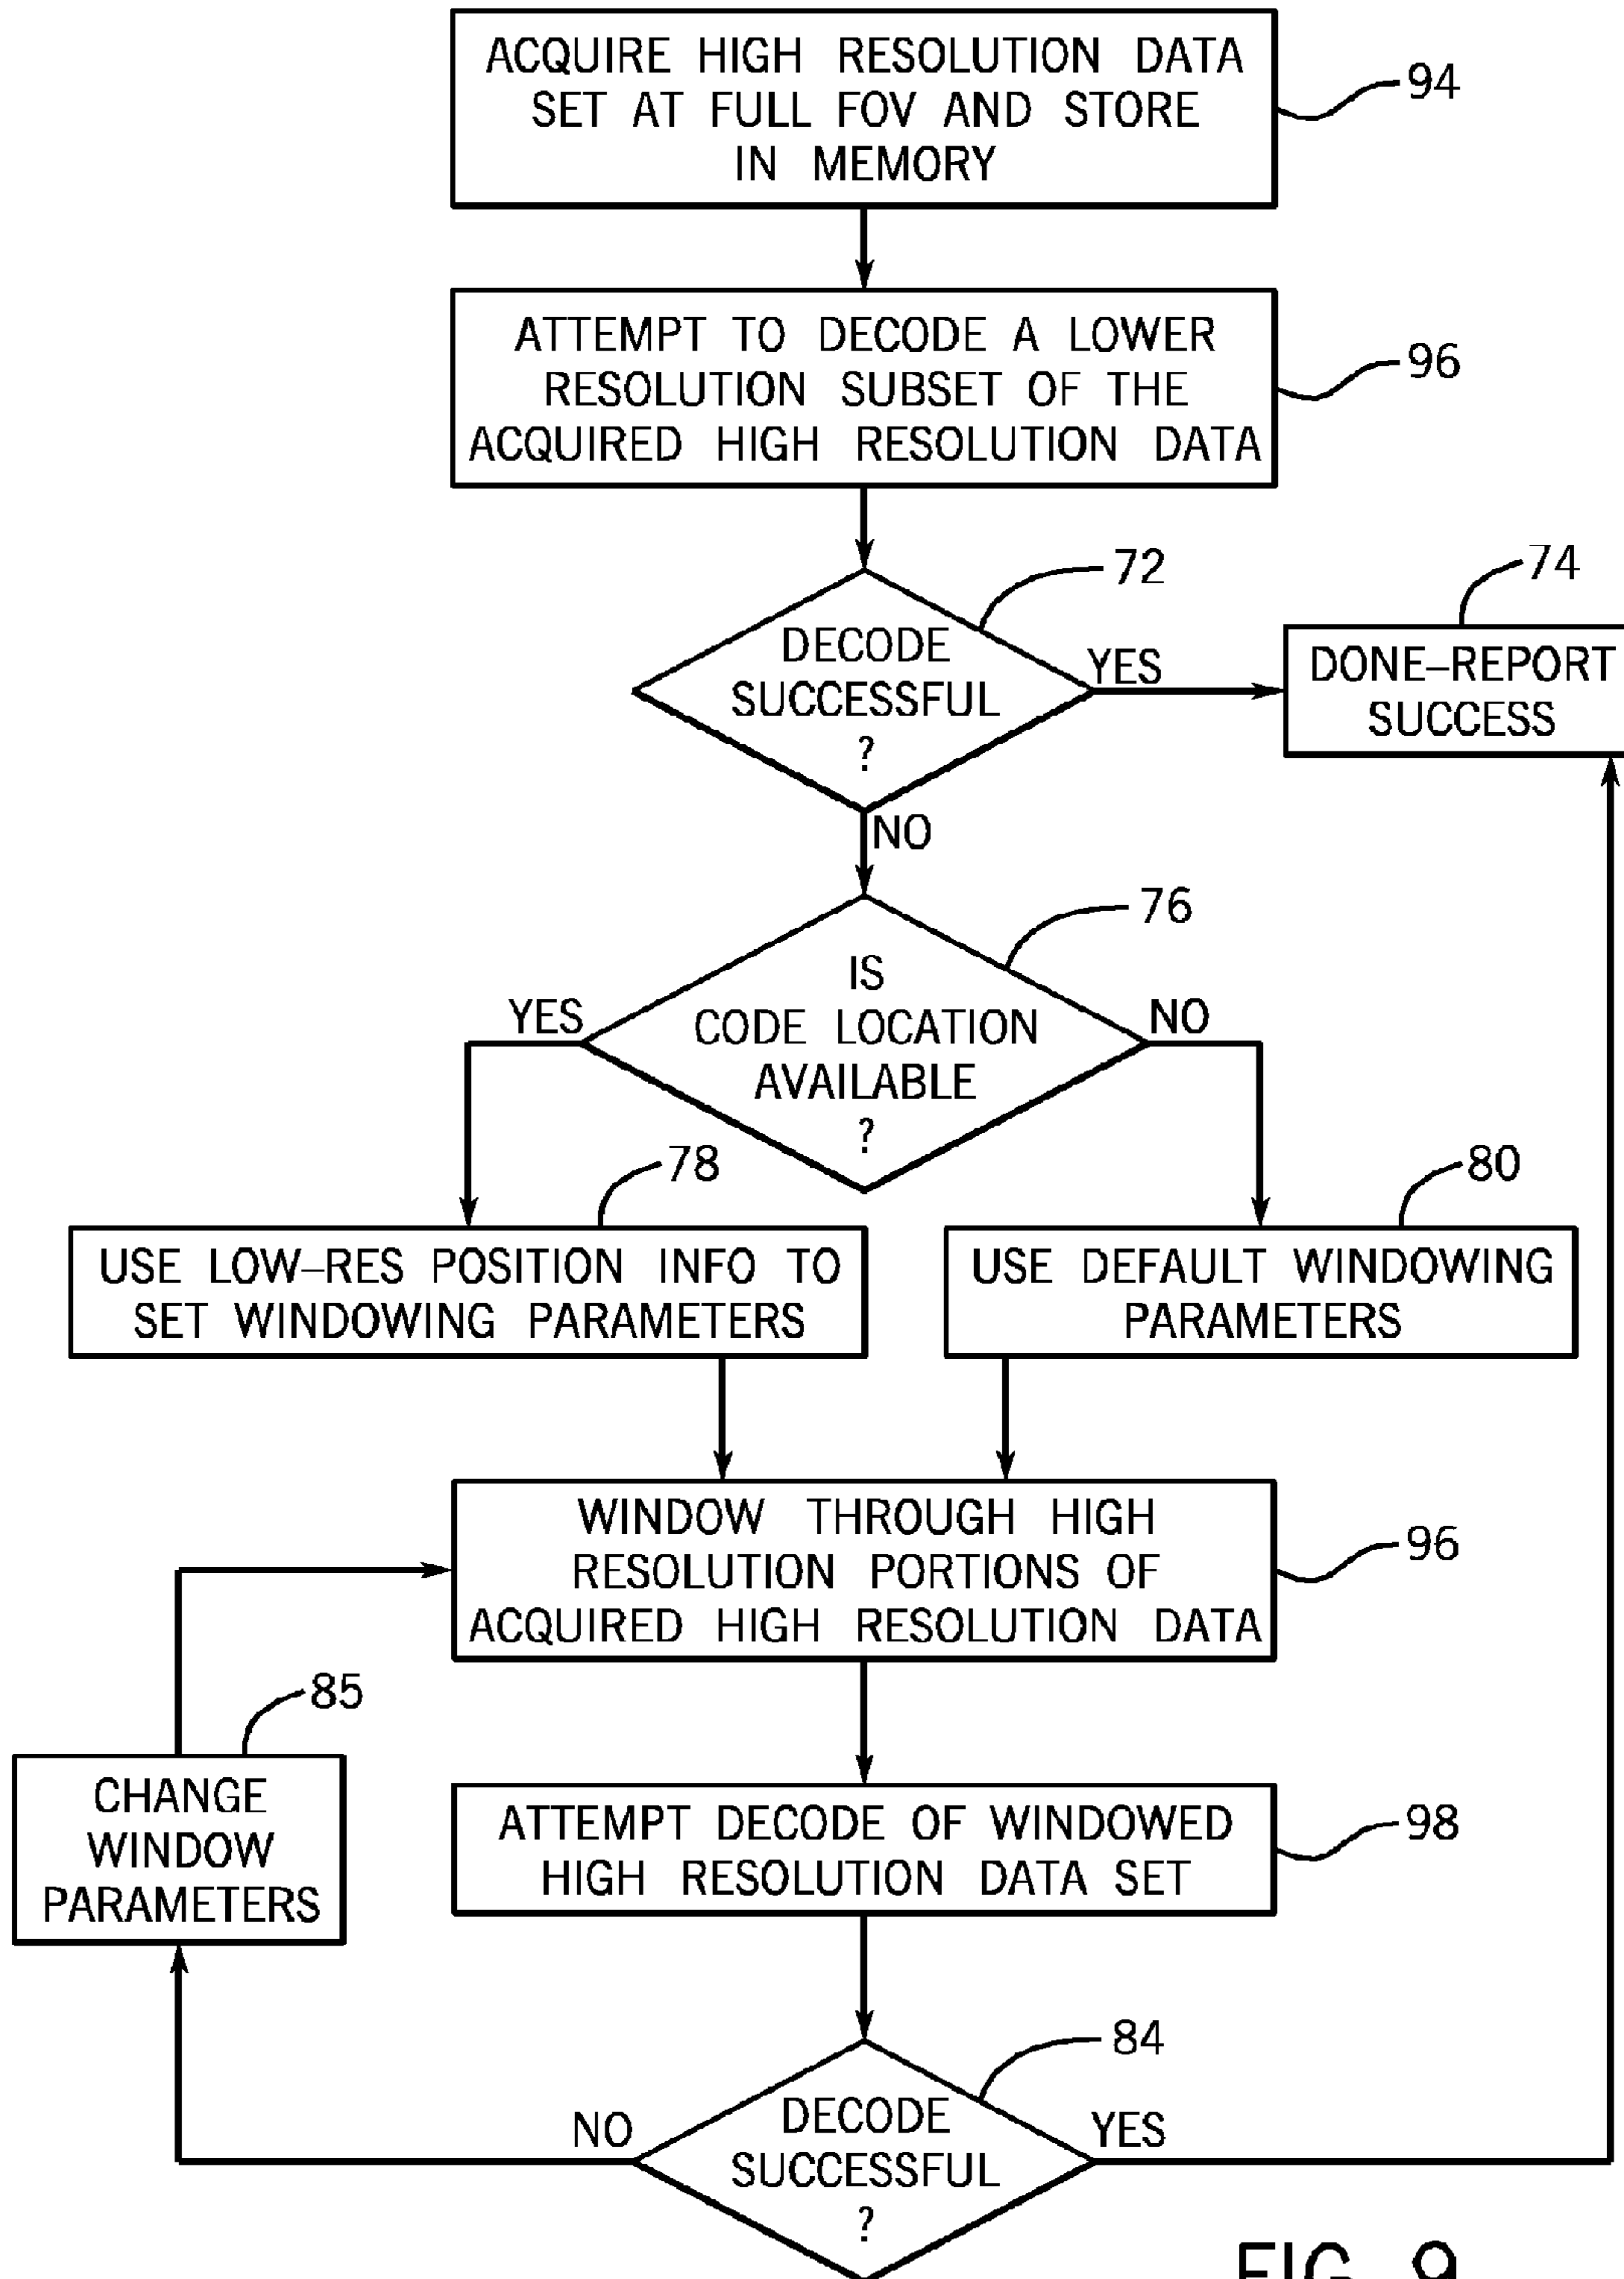 ACQUIRE HIGH RESOLUTION DATA
SET AT FULL FOV AND STORE
IN MEMORY
94
ATTEMPT TO DECODE A LOWER
RESOLUTION SUBSET OF THE
ACQUIRED HIGH RESOLUTION DATA
96
72
DECODE
SUCCESSFUL
?
YES
74
DONE–REPORT
SUCCESS
NO
76
IS
CODE LOCATION
AVAILABLE
?
YES
NO
78
USE LOW–RES POSITION INFO TO
SET WINDOWING PARAMETERS
80
USE DEFAULT WINDOWING
PARAMETERS
WINDOW THROUGH HIGH
RESOLUTION PORTIONS OF
ACQUIRED HIGH RESOLUTION DATA
96
85
CHANGE
WINDOW
PARAMETERS
ATTEMPT DECODE OF WINDOWED
HIGH RESOLUTION DATA SET
98
84
DECODE
SUCCESSFUL
?
NO
YES
FIG. 9